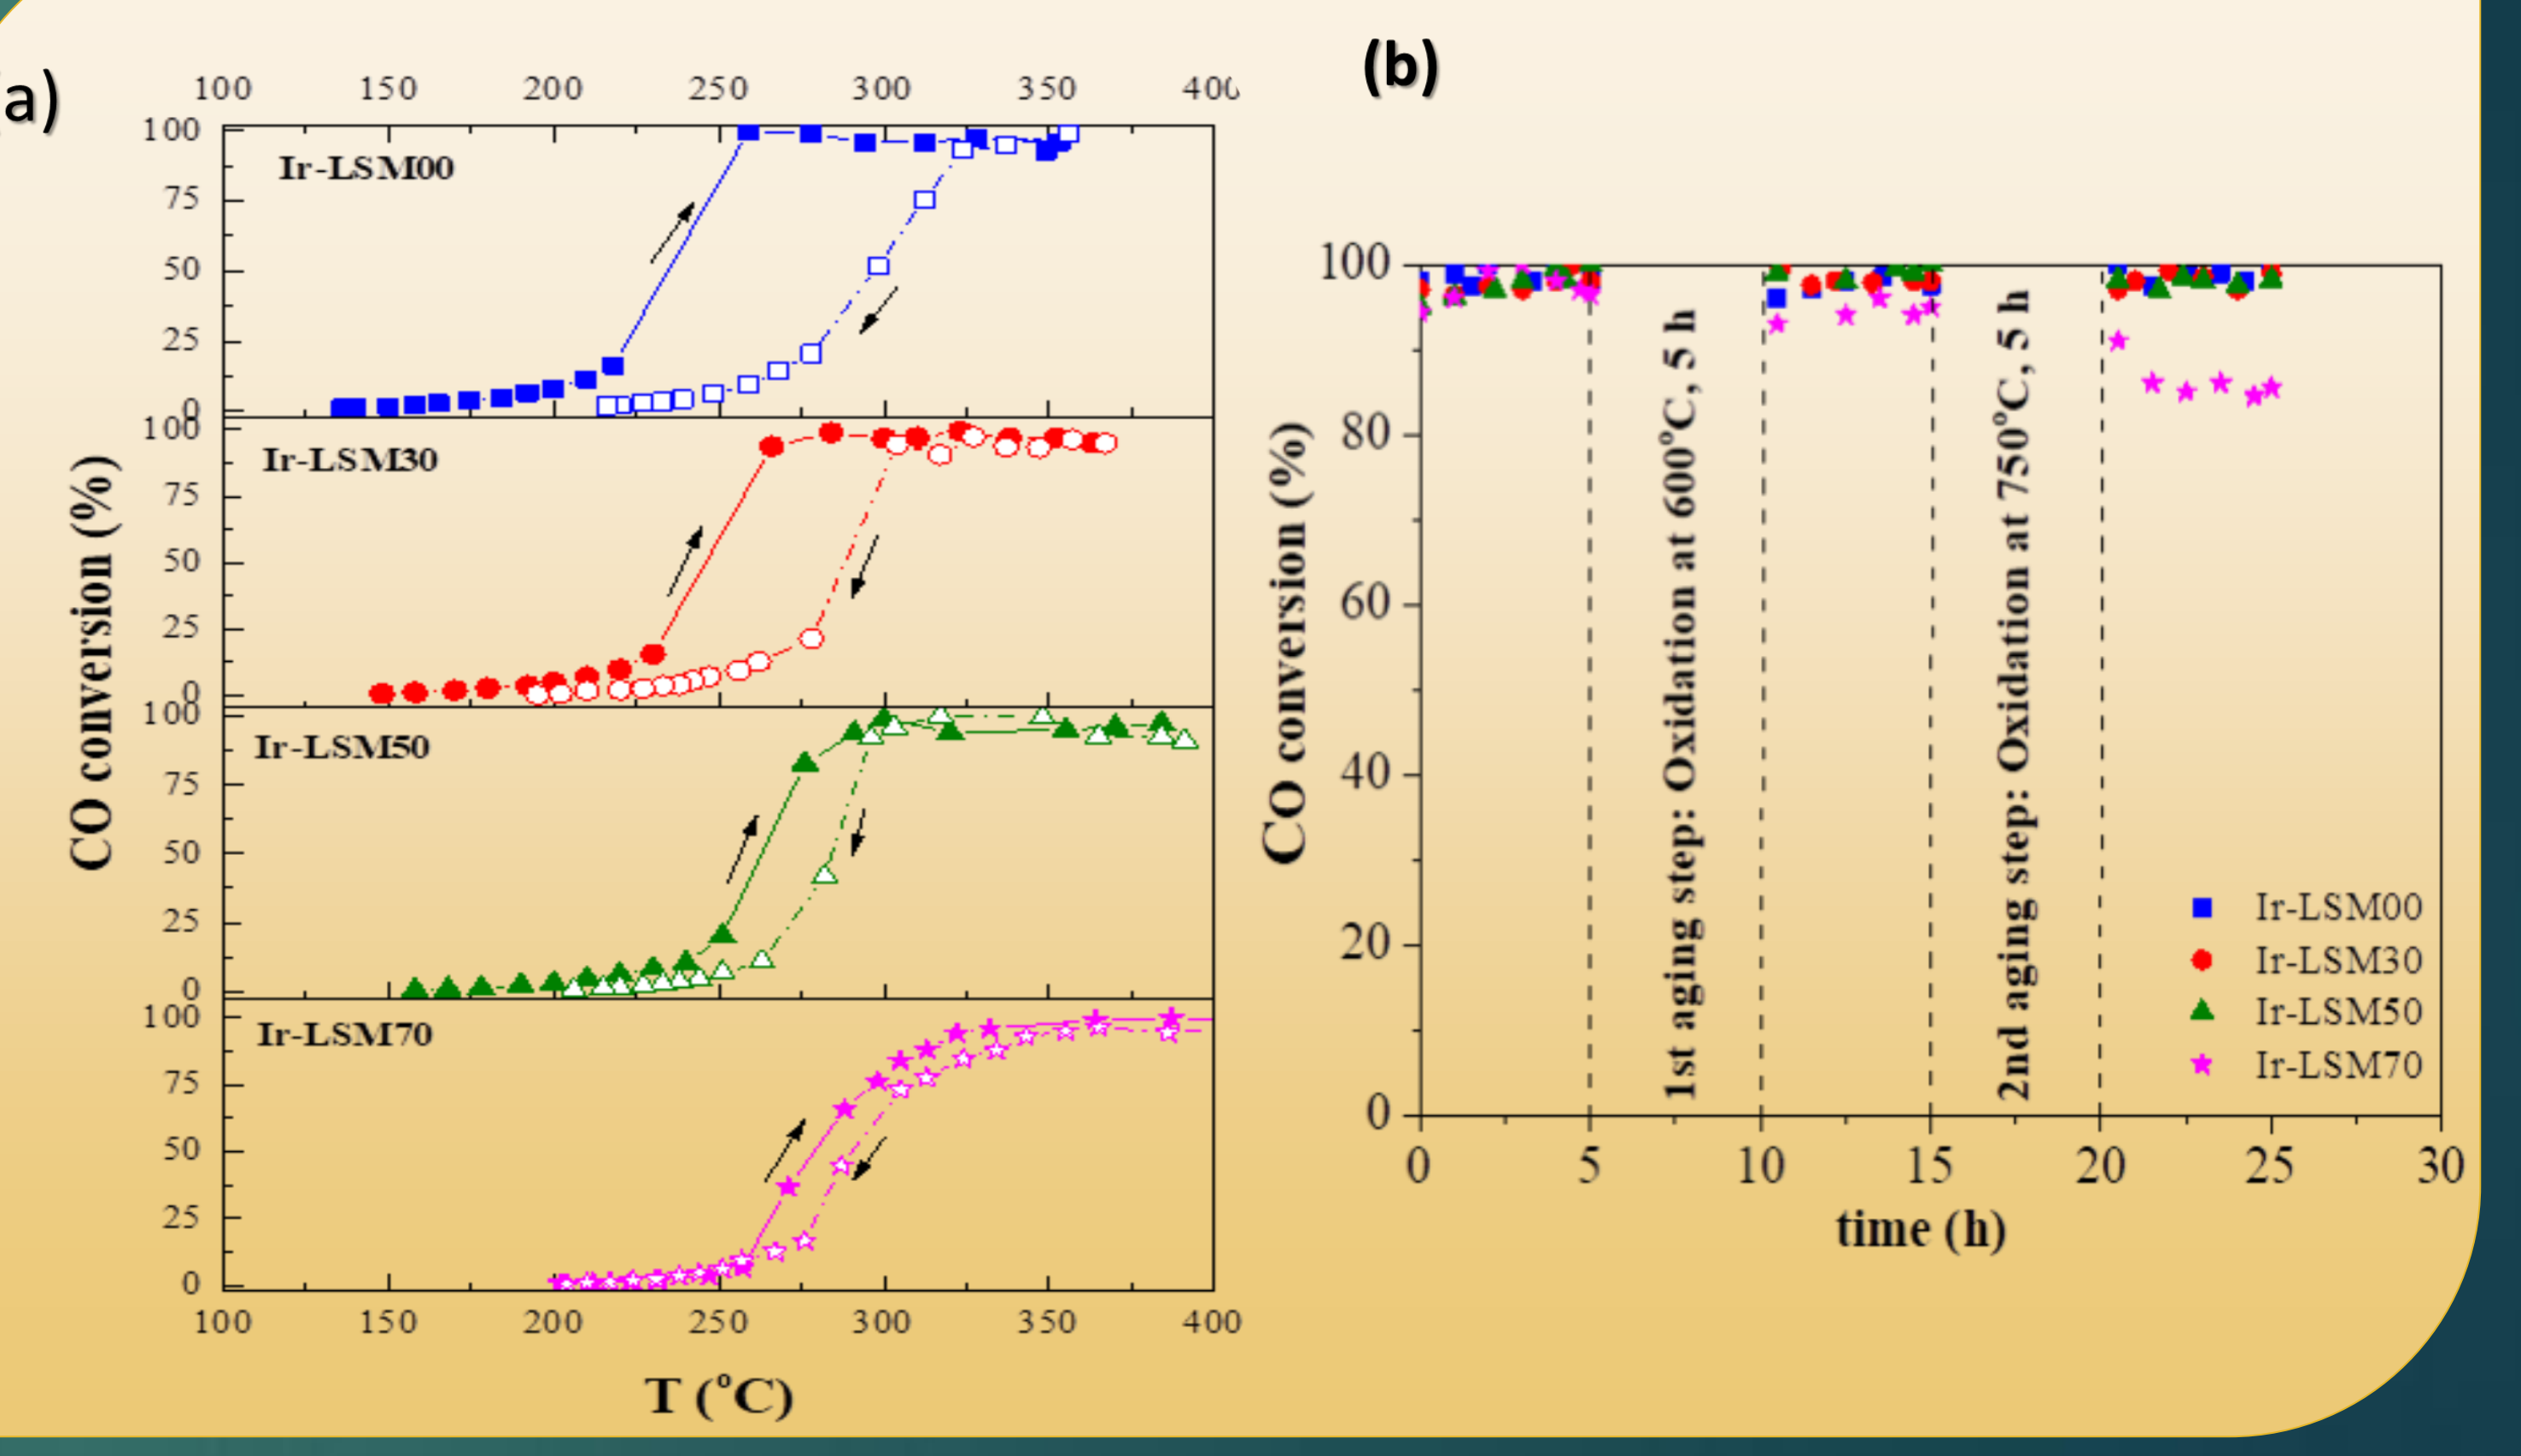 a)
100 150 200 250 300 350 400
100
75
50
25
0
Ir-LSM00
100
75
50
25
0
Ir-LSM30
100
75
50
25
0
Ir-LSM50
100
75
50
25
0
Ir-LSM70
100 150 200 250 300 350 400
CO conversion (%)
T (°C)
(b)
100
80
60
40
20
0
CO conversion (%)
1st aging step: Oxidation at 600°C, 5 h
2nd aging step: Oxidation at 750°C, 5 h
Ir-LSM00
Ir-LSM30
Ir-LSM50
Ir-LSM70
0 5 10 15 20 25 30
time (h)